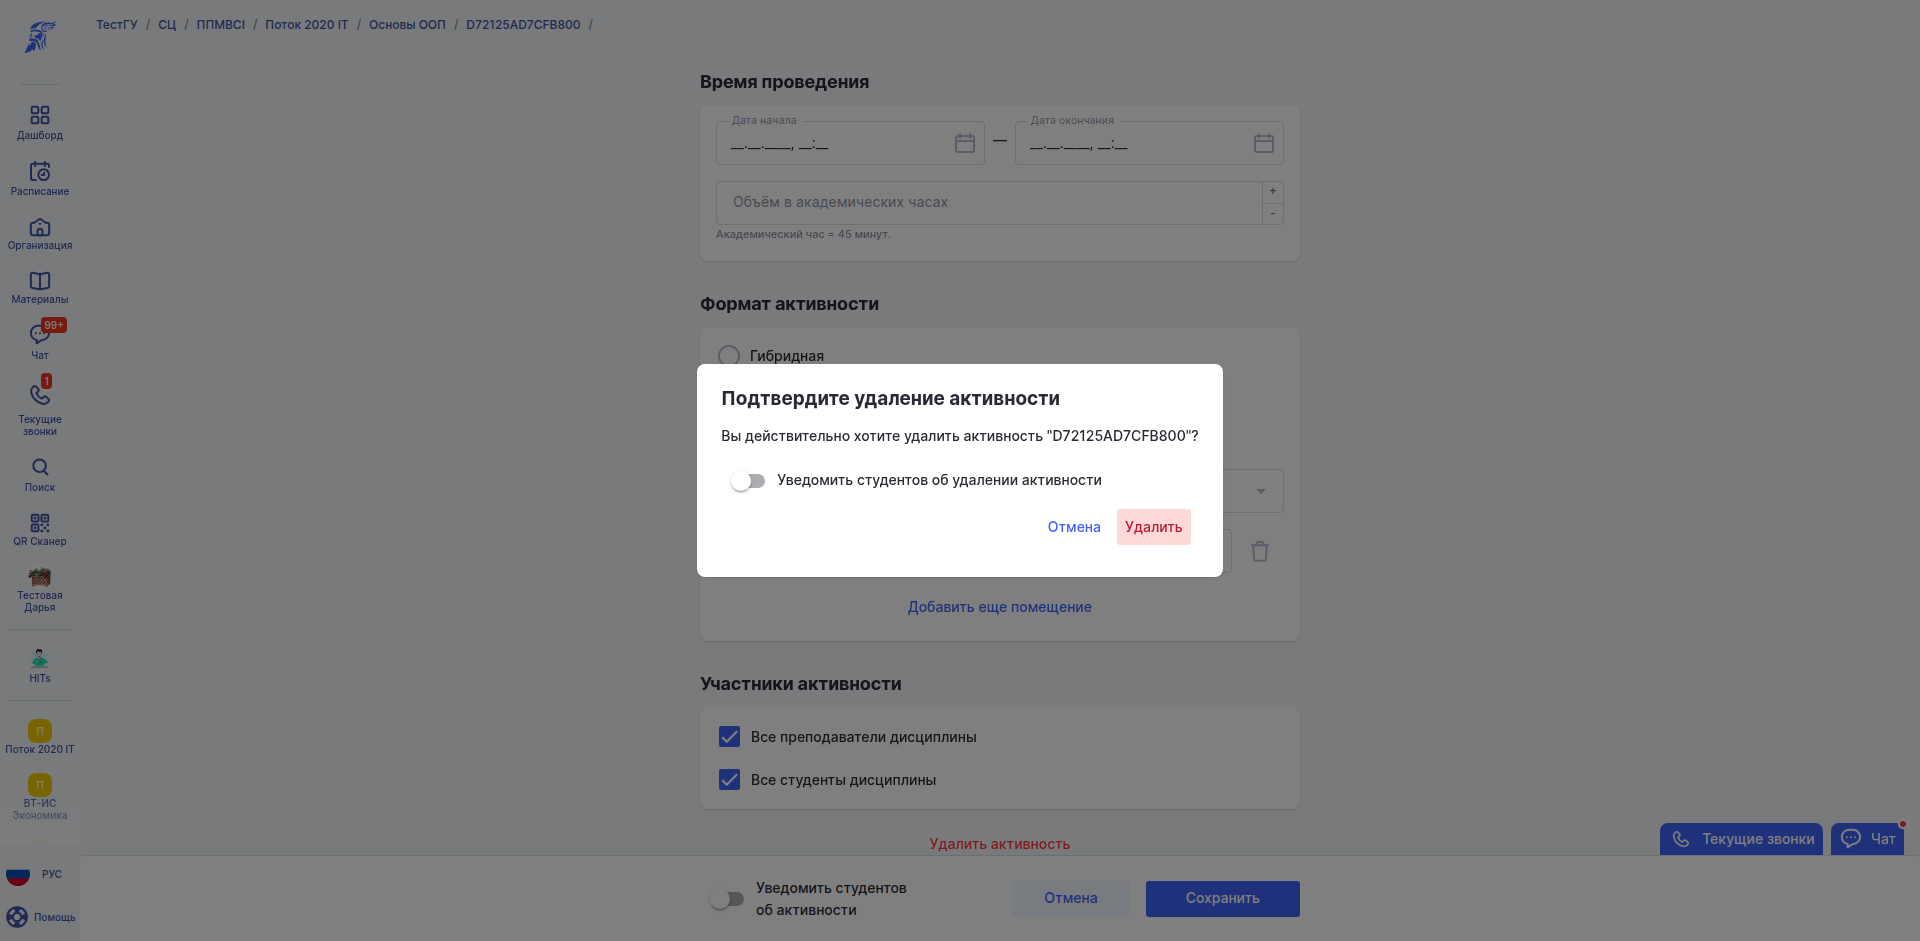 ТестГУ / СЦ / ППМВСI / Поток 2020 IT / Основы ООП / D72125AD7CFB800 /
Дашборд
Расписание
Организация
Материалы
99+
Чат
1
Текущие
звонки
Поиск
QR Сканер
Тестовая
Дарья
HITs
П
Поток 2020 IT
П
ВТ-ИС
Экономика
РУС
Помощь
Время проведения
Дата начала
__.__.____, __:__
—
Дата окончания
__.__.____, __:__
Объём в академических часах
+
-
Академический час = 45 минут.
Формат активности
Гибридная
Подтвердите удаление активности
Вы действительно хотите удалить активность "D72125AD7CFB800"?
Уведомить студентов об удалении активности
Отмена
Удалить
Добавить еще помещение
Участники активности
Все преподаватели дисциплины
Все студенты дисциплины
Удалить активность
Текущие звонки
Чат
Уведомить студентов
об активности
Отмена
Сохранить